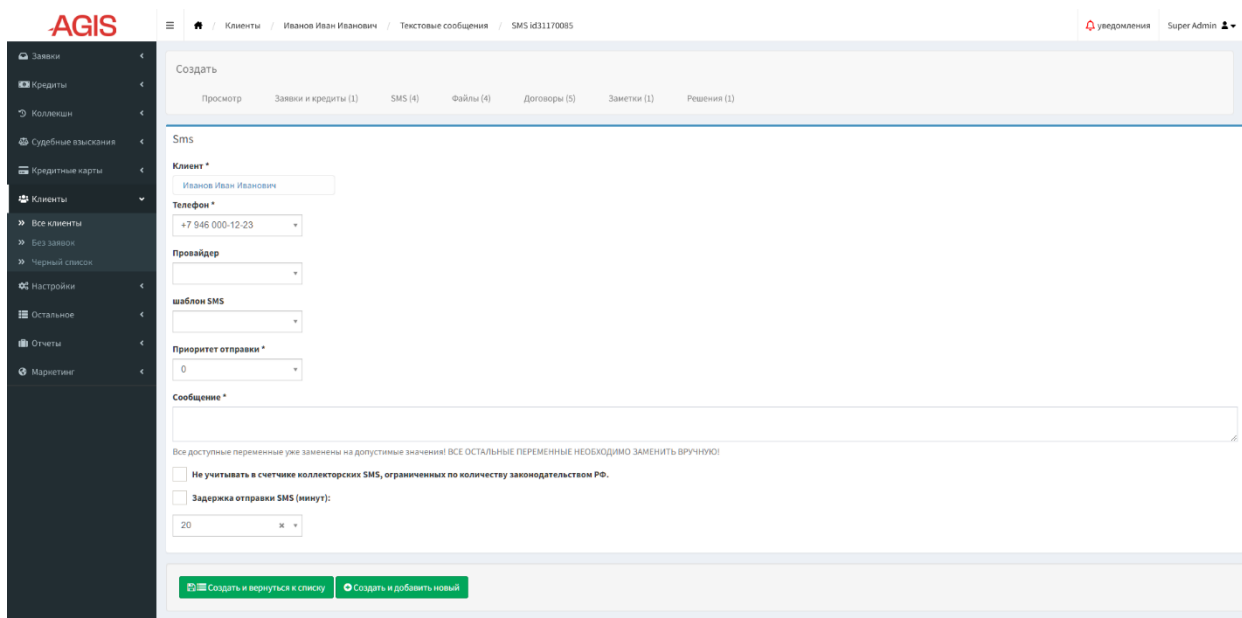 AGIS
Клиенты / Иванов Иван Иванович / Текстовые сообщения / SMS id31170085
уведомления
Super Admin
Заявки
Кредиты
Коллекшн
Судебные взыскания
Кредитные карты
Клиенты
Все клиенты
Без заявок
Черный список
Настройки
Остальное
Отчеты
Маркетинг
Создать
Просмотр Заявки и кредиты (1) SMS (4) Файлы (4) Договоры (5) Заметки (1) Решения (1)
Sms
Клиент *
Иванов Иван Иванович
Телефон *
+7 946 000-12-23
Провайдер
шаблон SMS
Приоритет отправки *
0
Сообщение *
Все доступные переменные уже заменены на допустимые значения! ВСЕ ОСТАЛЬНЫЕ ПЕРЕМЕННЫЕ НЕОБХОДИМО ЗАМЕНИТЬ ВРУЧНУЮ!
Не учитывать в счетчике коллекторских SMS, ограниченных по количеству законодательством РФ.
Задержка отправки SMS (минут):
20
Создать и вернуться к списку
Создать и добавить новый